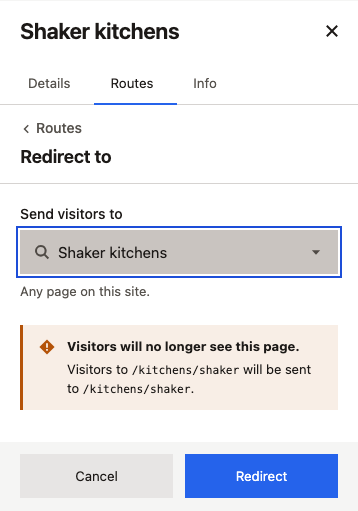 Shaker kitchens
Details Routes Info
Routes
Redirect to
Send visitors to
Shaker kitchens
Any page on this site.
Visitors will no longer see this page.
Visitors to /kitchens/shaker will be sent
to /kitchens/shaker.
Cancel Redirect